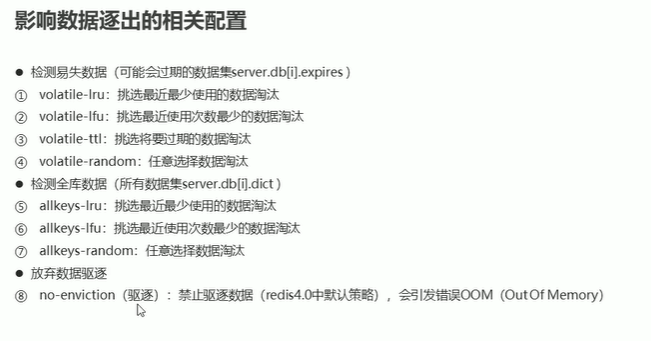 影响数据逐出的相关配置
● 检测易失数据（可能会过期的数据集server.db[i].expires ）
① volatile-lru：挑选最近最少使用的数据淘汰
② volatile-lfu：挑选最近使用次数最少的数据淘汰
③ volatile-ttl：挑选将要过期的数据淘汰
④ volatile-random：任意选择数据淘汰
● 检测全库数据（所有数据集server.db[i].dict ）
⑤ allkeys-lru：挑选最近最少使用的数据淘汰
⑥ allkeys-lfu：挑选最近使用次数最少的数据淘汰
⑦ allkeys-random：任意选择数据淘汰
● 放弃数据驱逐
⑧ no-enviction（驱逐）：禁止驱逐数据（redis4.0中默认策略），会引发错误OOM（Out Of Memory）